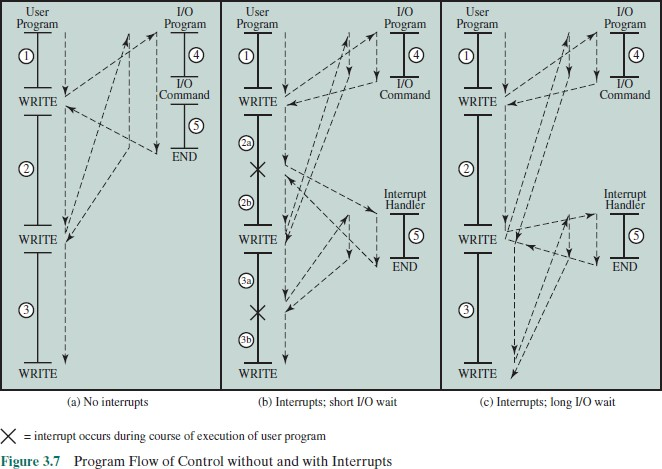 User
Program
I/O
Program
1
4
I/O
Command
WRITE
5
END
2
WRITE
3
WRITE
(a) No interrupts
User
Program
I/O
Program
1
4
I/O
Command
WRITE
2a
2b
Interrupt
Handler
WRITE
5
END
3a
3b
WRITE
(b) Interrupts; short I/O wait
User
Program
I/O
Program
1
4
I/O
Command
WRITE
2
Interrupt
Handler
WRITE
5
END
3
WRITE
(c) Interrupts; long I/O wait
= interrupt occurs during course of execution of user program
Figure 3.7 Program Flow of Control without and with Interrupts